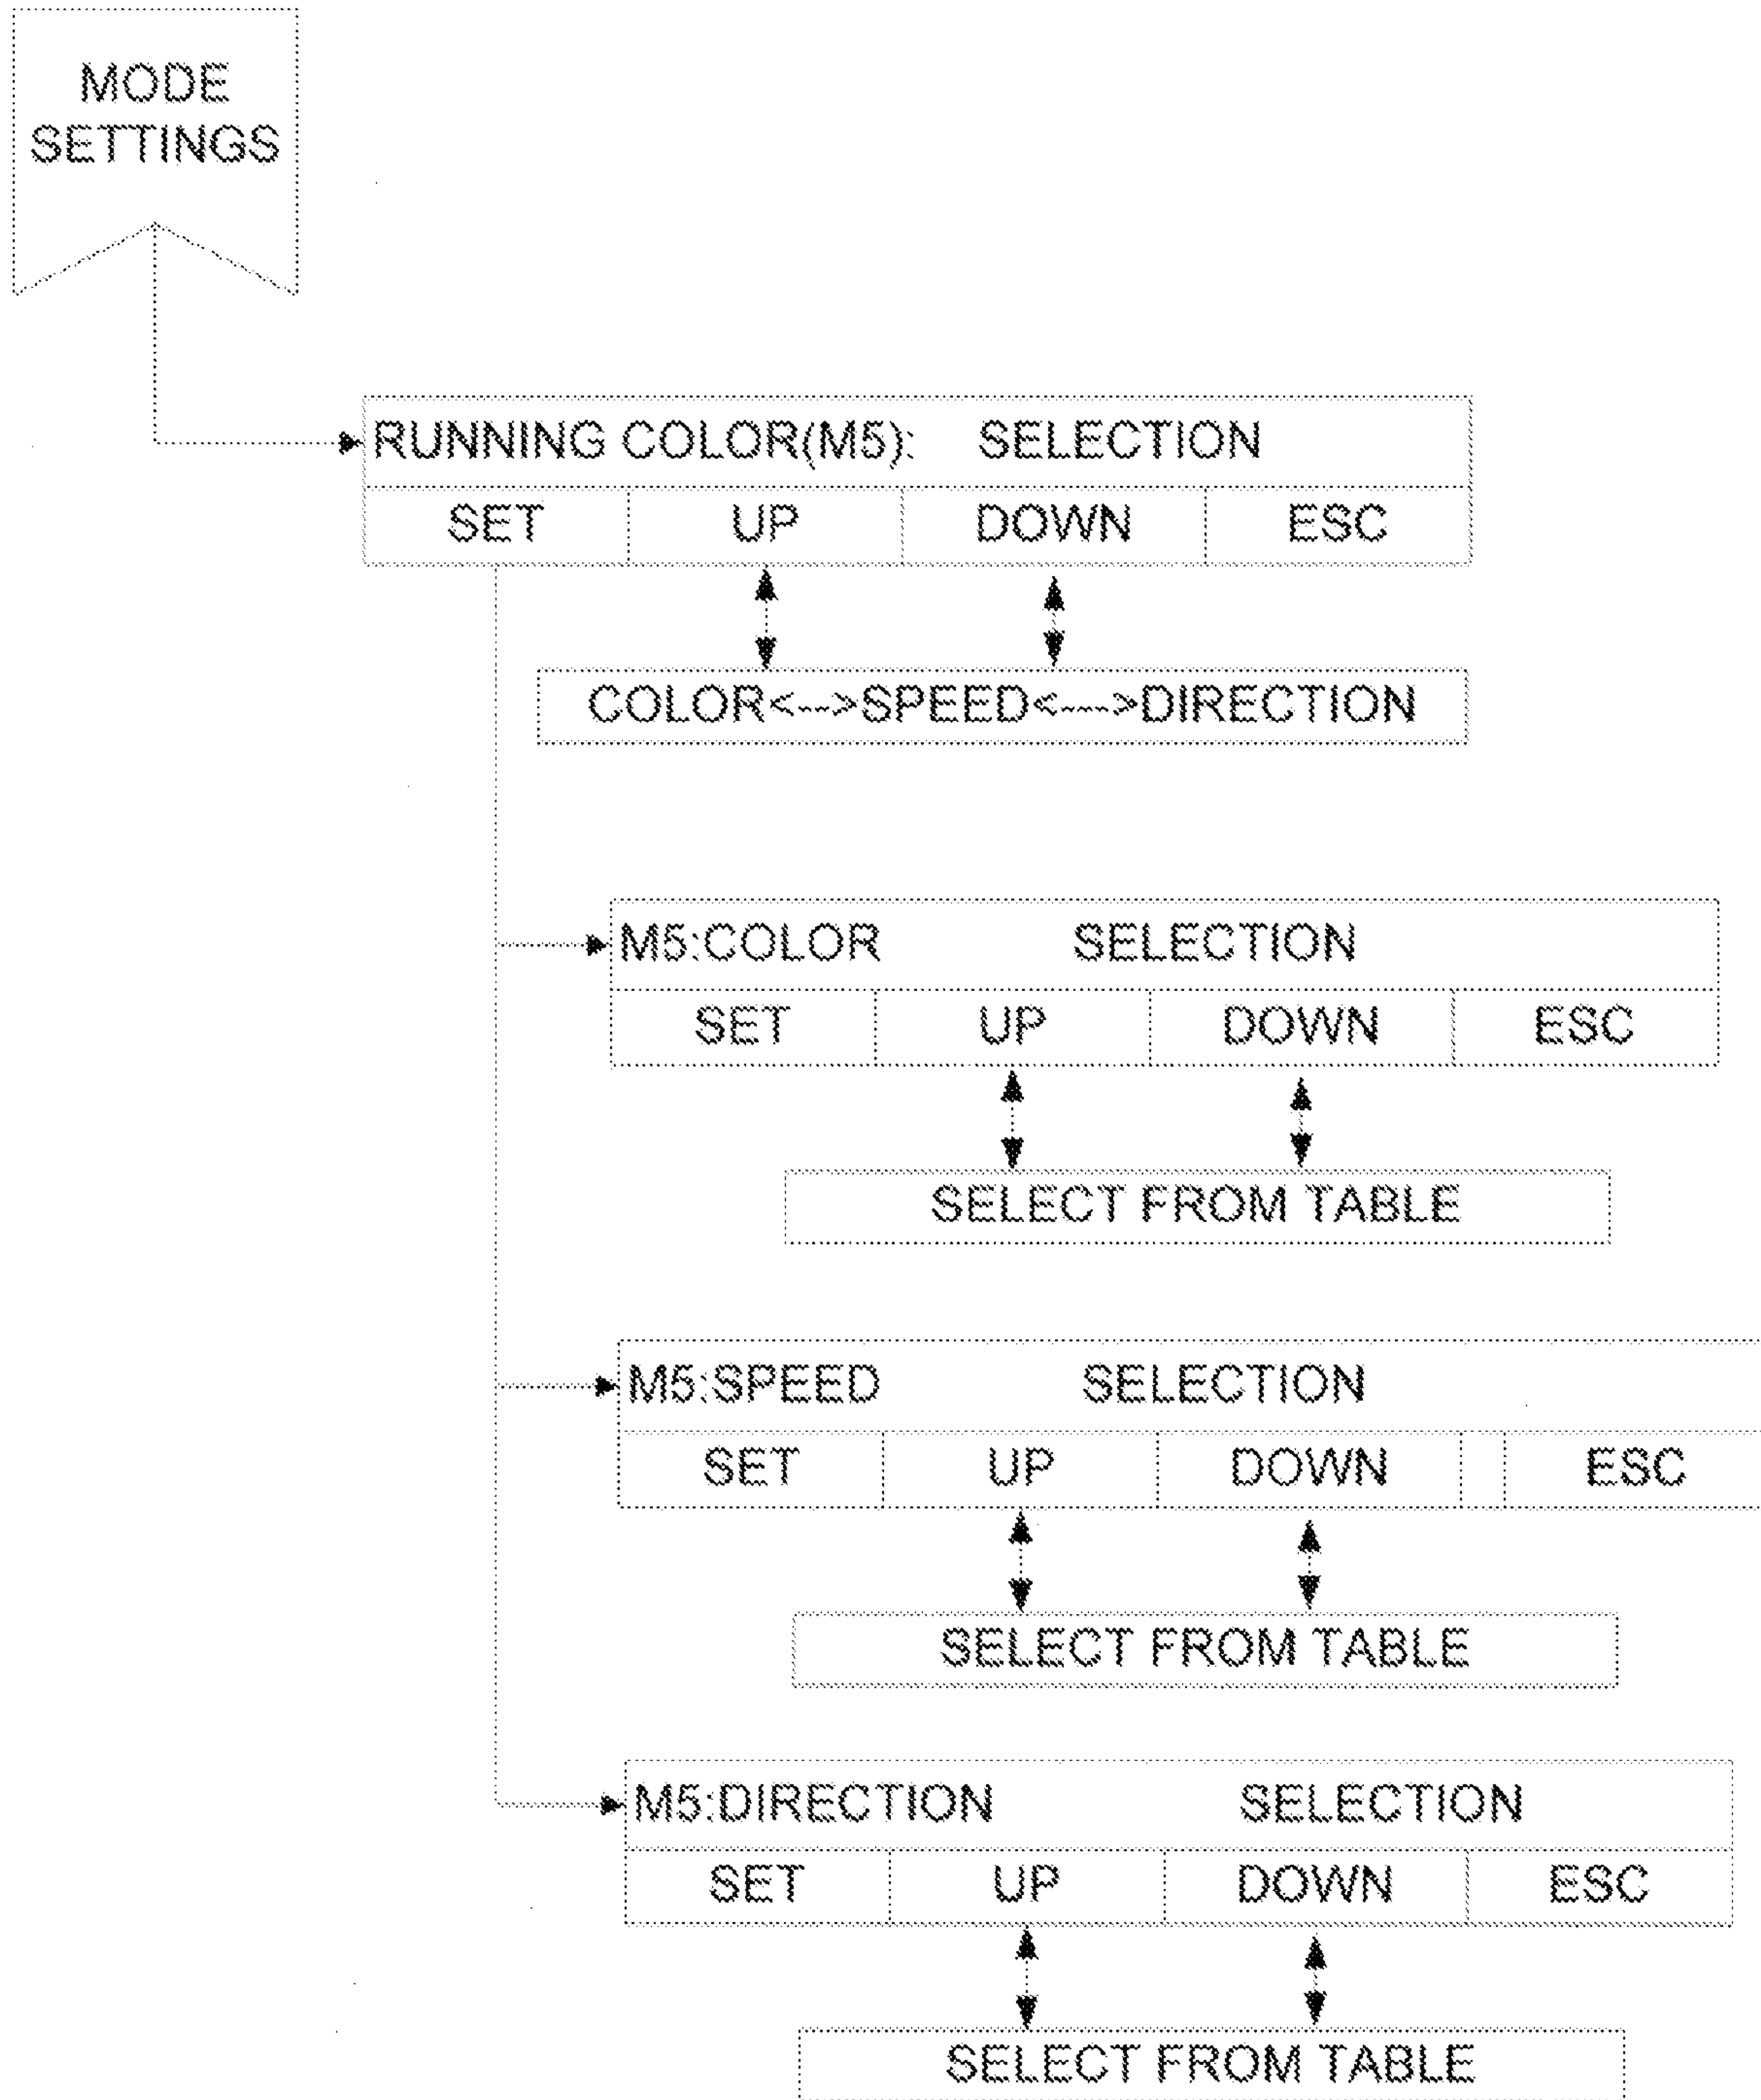 MODE
SETTINGS
RUNNING COLOR(M5): SELECTION
SET UP DOWN ESC
COLOR<-->SPEED<--->DIRECTION
M5:COLOR SELECTION
SET UP DOWN ESC
SELECT FROM TABLE
M5:SPEED SELECTION
SET UP DOWN ESC
SELECT FROM TABLE
M5:DIRECTION SELECTION
SET UP DOWN ESC
SELECT FROM TABLE